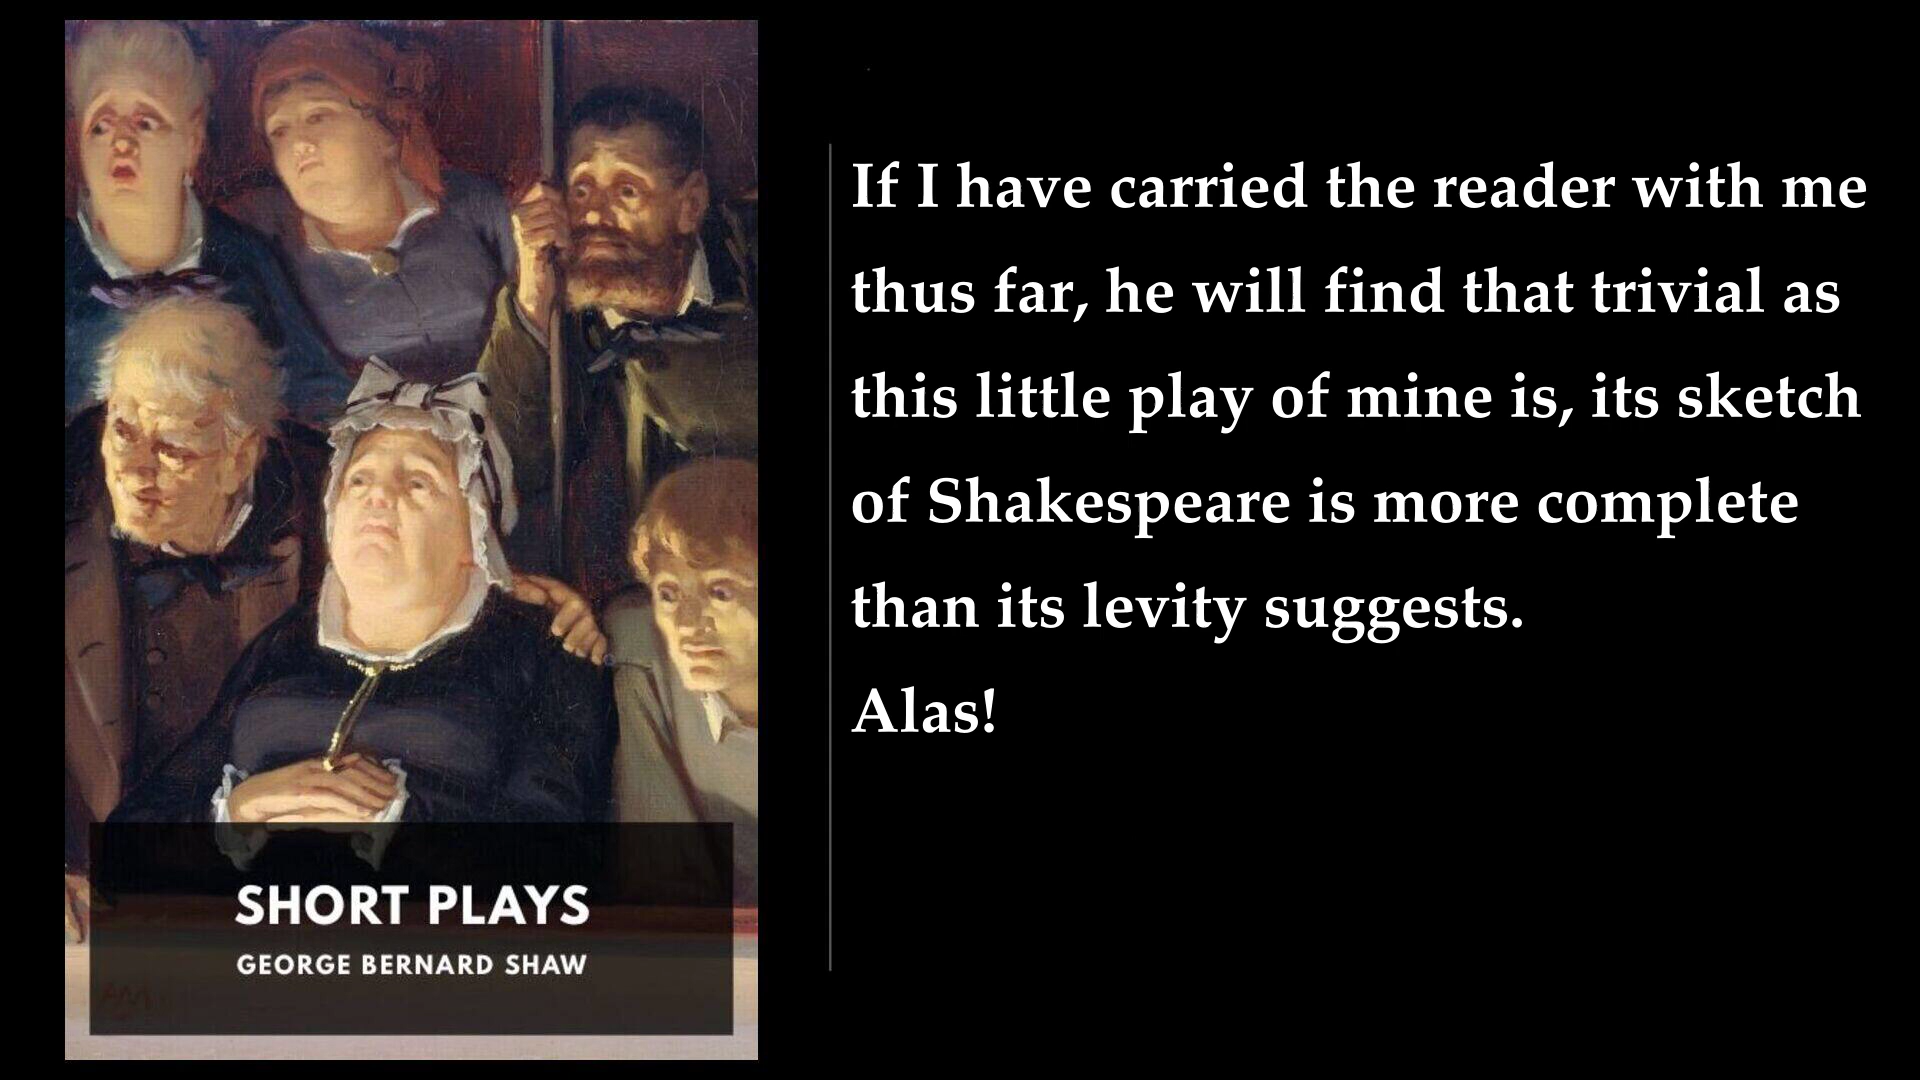 SHORT PLAYS
GEORGE BERNARD SHAW
If I have carried the reader with me
thus far, he will find that trivial as
this little play of mine is, its sketch
of Shakespeare is more complete
than its levity suggests.
Alas!